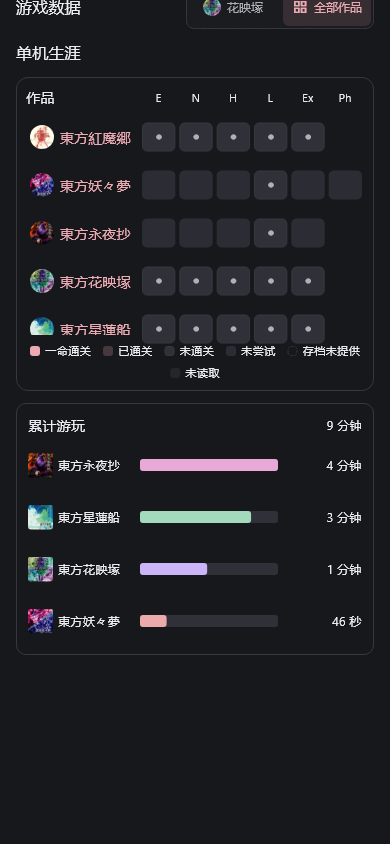 游戏数据 花映塚 全部作品
单机生涯
作品 E N H L Ex Ph
東方紅魔郷
東方妖々夢
東方永夜抄
東方花映塚
東方星蓮船
一命通关 已通关 未通关 未尝试 存档未提供
未读取
累计游玩 9 分钟
東方永夜抄 4 分钟
東方星蓮船 3 分钟
東方花映塚 1 分钟
東方妖々夢 46 秒